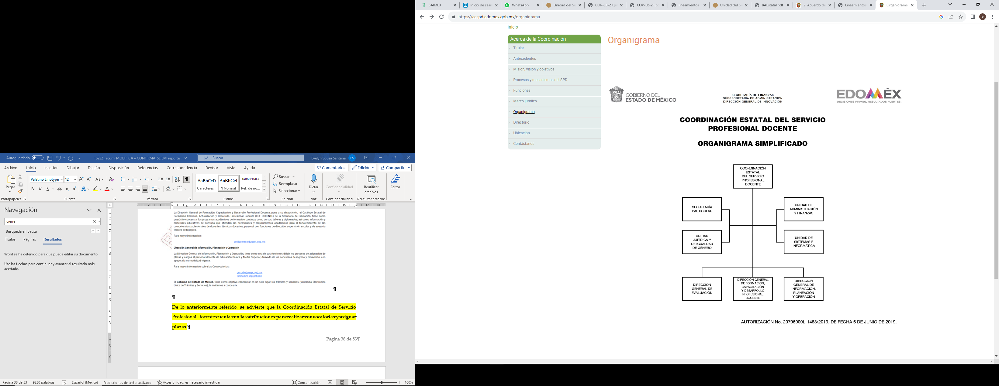 Autoguardado
16232 _acum_MODIFICA y CONFIRMA_SEIEM_reporte...
Buscar
Evelyn Souza Santana
ES
Archivo
Inicio
Insertar
Dibujar
Diseño
Disposición
Referencias
Correspondencia
Revisar
Vista
Ayuda
Comentarios
Edición
Compartir
Pegar
Palatino Linotype
12
Aa
N K S ab x₂ x² A A
AaBbCcD
Caracteres...
AaBbCcI
¶ Normal
AaBbCcDdEe
Ref. de no...
Buscar
Reemplazar
Seleccionar
Dictar
Confidencialidad
Reutilizar
archivos
Editor
Portapapeles
Fuente
Párrafo
Estilos
Edición
Voz
Confidencialidad
Reutilizar archivos
Navegación
cierre
Búsqueda en pausa
Títulos
Páginas
Resultados
Word se ha detenido para que pueda editar su documento.
Use las flechas para continuar y avanzar al resultado más
acertado.
La Dirección General de Formación, Capacitación y Desarrollo Profesional Docente, pone a su disposición, el Catálogo Estatal de
Formación Continua, Actualización y Desarrollo Profesional Docente (CEF DOCENTE) de la Secretaría de Educación, tiene como
propósito concentrar los programas académicos de formación continua, como cursos, talleres y diplomados; así como información y
materiales educativos de consulta que atiendan las necesidades y requerimientos académicos para el fortalecimiento de las
competencias profesionales de docentes, técnicos docentes, personal con funciones de dirección, supervisión escolar y de asesoría
técnico pedagógica.
Para mayor información:
cefdocente.edugem.gob.mx
Dirección General de Información, Planeación y Operación
La Dirección General de Información, Planeación y Operación, tiene como una de sus funciones dirigir los procesos de asignación de
plazas y cargos al personal docente de Educación Básica y Media Superior, derivado de los concursos de ingreso y promoción, con
apego a la normatividad vigente.
Para mayor información sobre las Convocatorias:
cespd.edomex.gob.mx
usicamm.sep.gob.mx
El Gobierno del Estado de México, tiene como objetivo concentrar en un solo lugar los trámites y servicios (Ventanilla Electrónica
Única de Trámites y Servicios), te invitamos a conocerla.
¶
¶
De·lo·anteriormente·referido,·se·advierte·que·la·Coordinación·Estatal·de·Servicio·
Profesional·Docente·cuenta·con·las·atribuciones·para·realizar·convocatorias·y·asignar·
plazas.¶
Página·38·de·53¶
Página 38 de 53
9230 palabras
Español (México)
Predicciones de texto: activado
Accesibilidad: es necesario investigar
Concentración
100%
SAIMEX
Inicio de sesi
WhatsApp
Unidad del Si
COP-EB-21.p
COP-EB-21.p
lineamientos_
Unidad del Si
BAEstatal.pdf
2. Acuerdo de
Lineamientos
Organigrama
https://cespd.edomex.gob.mx/organigrama
e
Inicio
Acerca de la Coordinación
Titular
Antecedentes
Misión, visión y objetivos
Procesos y mecanismos del SPD
Funciones
Marco jurídico
Organigrama
Directorio
Ubicación
Contáctanos
Organigrama
GOBIERNO DEL
ESTADO DE MÉXICO
SECRETARÍA DE FINANZAS
SUBSECRETARÍA DE ADMINISTRACIÓN
DIRECCIÓN GENERAL DE INNOVACIÓN
EDOMÉX
DECISIONES FIRMES, RESULTADOS FUERTES.
COORDINACIÓN ESTATAL DEL SERVICIO
PROFESIONAL DOCENTE
ORGANIGRAMA SIMPLIFICADO
COORDINACIÓN
ESTATAL
DEL SERVICIO
PROFESIONAL
DOCENTE
SECRETARÍA
PARTICULAR
UNIDAD DE
ADMINISTRACIÓN
Y FINANZAS
UNIDAD
JURÍDICA Y
DE IGUALDAD
DE GÉNERO
UNIDAD DE
SISTEMAS E
INFORMÁTICA
DIRECCIÓN
GENERAL DE
EVALUACIÓN
DIRECCIÓN GENERAL
DE FORMACIÓN,
CAPACITACIÓN
Y DESARROLLO
PROFESIONAL
DOCENTE
DIRECCIÓN
GENERAL DE
INFORMACIÓN,
PLANEACIÓN
Y OPERACIÓN
AUTORIZACIÓN No. 20706000L-1488/2019, DE FECHA 6 DE JUNIO DE 2019.